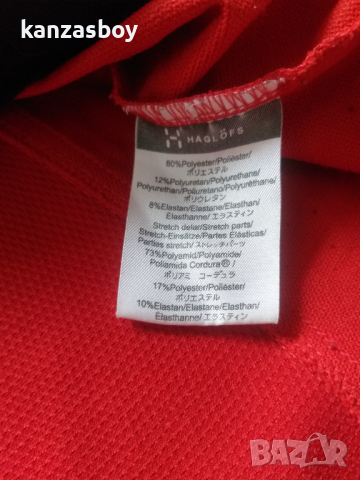 kanzasboy
HAGLÖFS
80%Polyester/Poliéster/
ポリエステル
12%Polyuretan/Polyurethane/
Polyurethan/Poliuretano/Polyuréthane/
ポリウレタン
8%Elastan/Elastane/Elasthan/
Élasthanne/エラスティン
Stretch delar/Stretch parts/
Stretch-Einsätze/Partes Elásticas/
Parties stretch/ストレッチパーツ
73%Polyamid/Polyamide/
Poliamida Cordura®/
ポリアミ コーデュラ
17%Polyester/Poliéster/
ポリエステル
10%Elastan/Elastane/Elasthan/
Élasthanne/エラスティン
BAZAR
bg